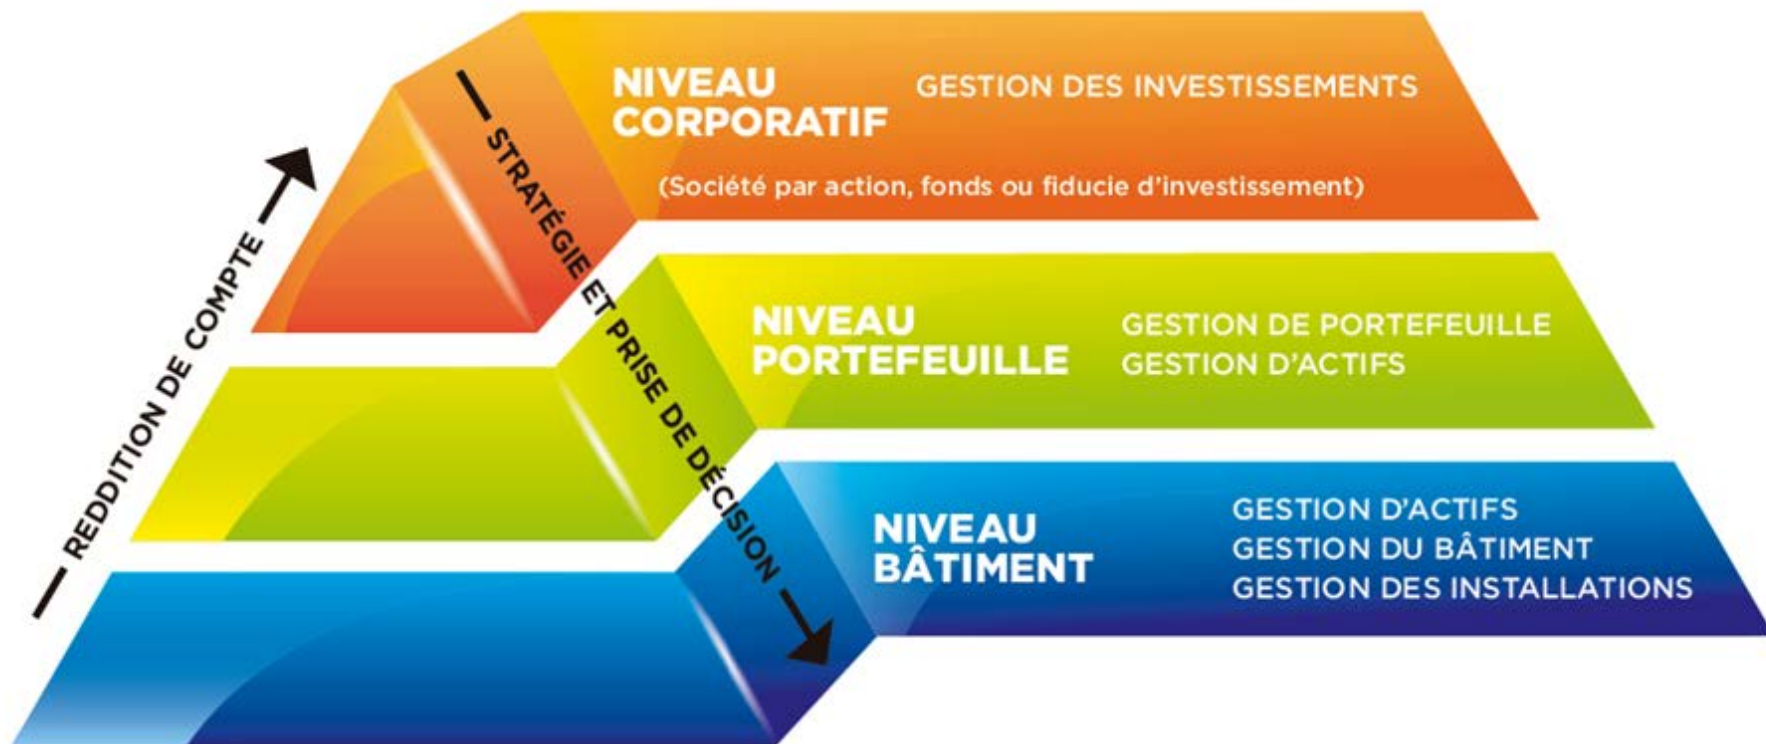 REDDITION DE COMPTE
STRATÉGIE ET PRISE DE DÉCISION
NIVEAU
CORPORATIF
GESTION DES INVESTISSEMENTS
(Société par action, fonds ou fiducie d'investissement)
NIVEAU
PORTEFEUILLE
GESTION DE PORTEFEUILLE
GESTION D'ACTIFS
NIVEAU
BÂTIMENT
GESTION D'ACTIFS
GESTION DU BÂTIMENT
GESTION DES INSTALLATIONS